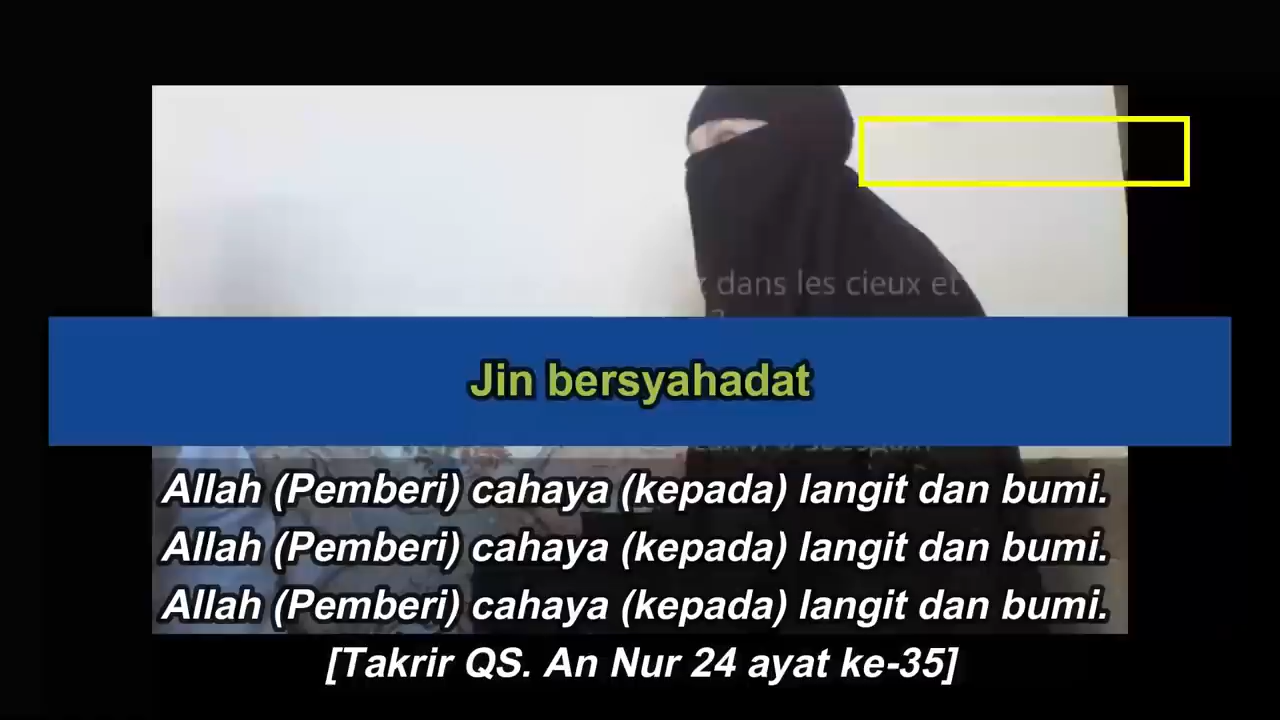 dans les cieux et
Jin bersyahadat
Allah (Pemberi) cahaya (kepada) langit dan bumi.
Allah (Pemberi) cahaya (kepada) langit dan bumi.
Allah (Pemberi) cahaya (kepada) langit dan bumi.
[Takrir QS. An Nur 24 ayat ke-35]